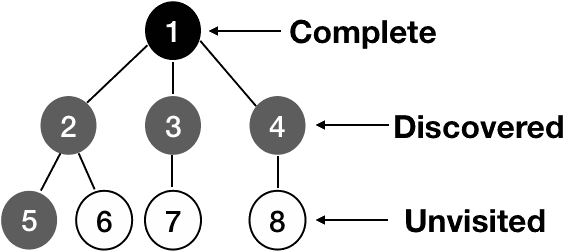 1 Complete
2 3 4 Discovered
5 6 7 8 Unvisited